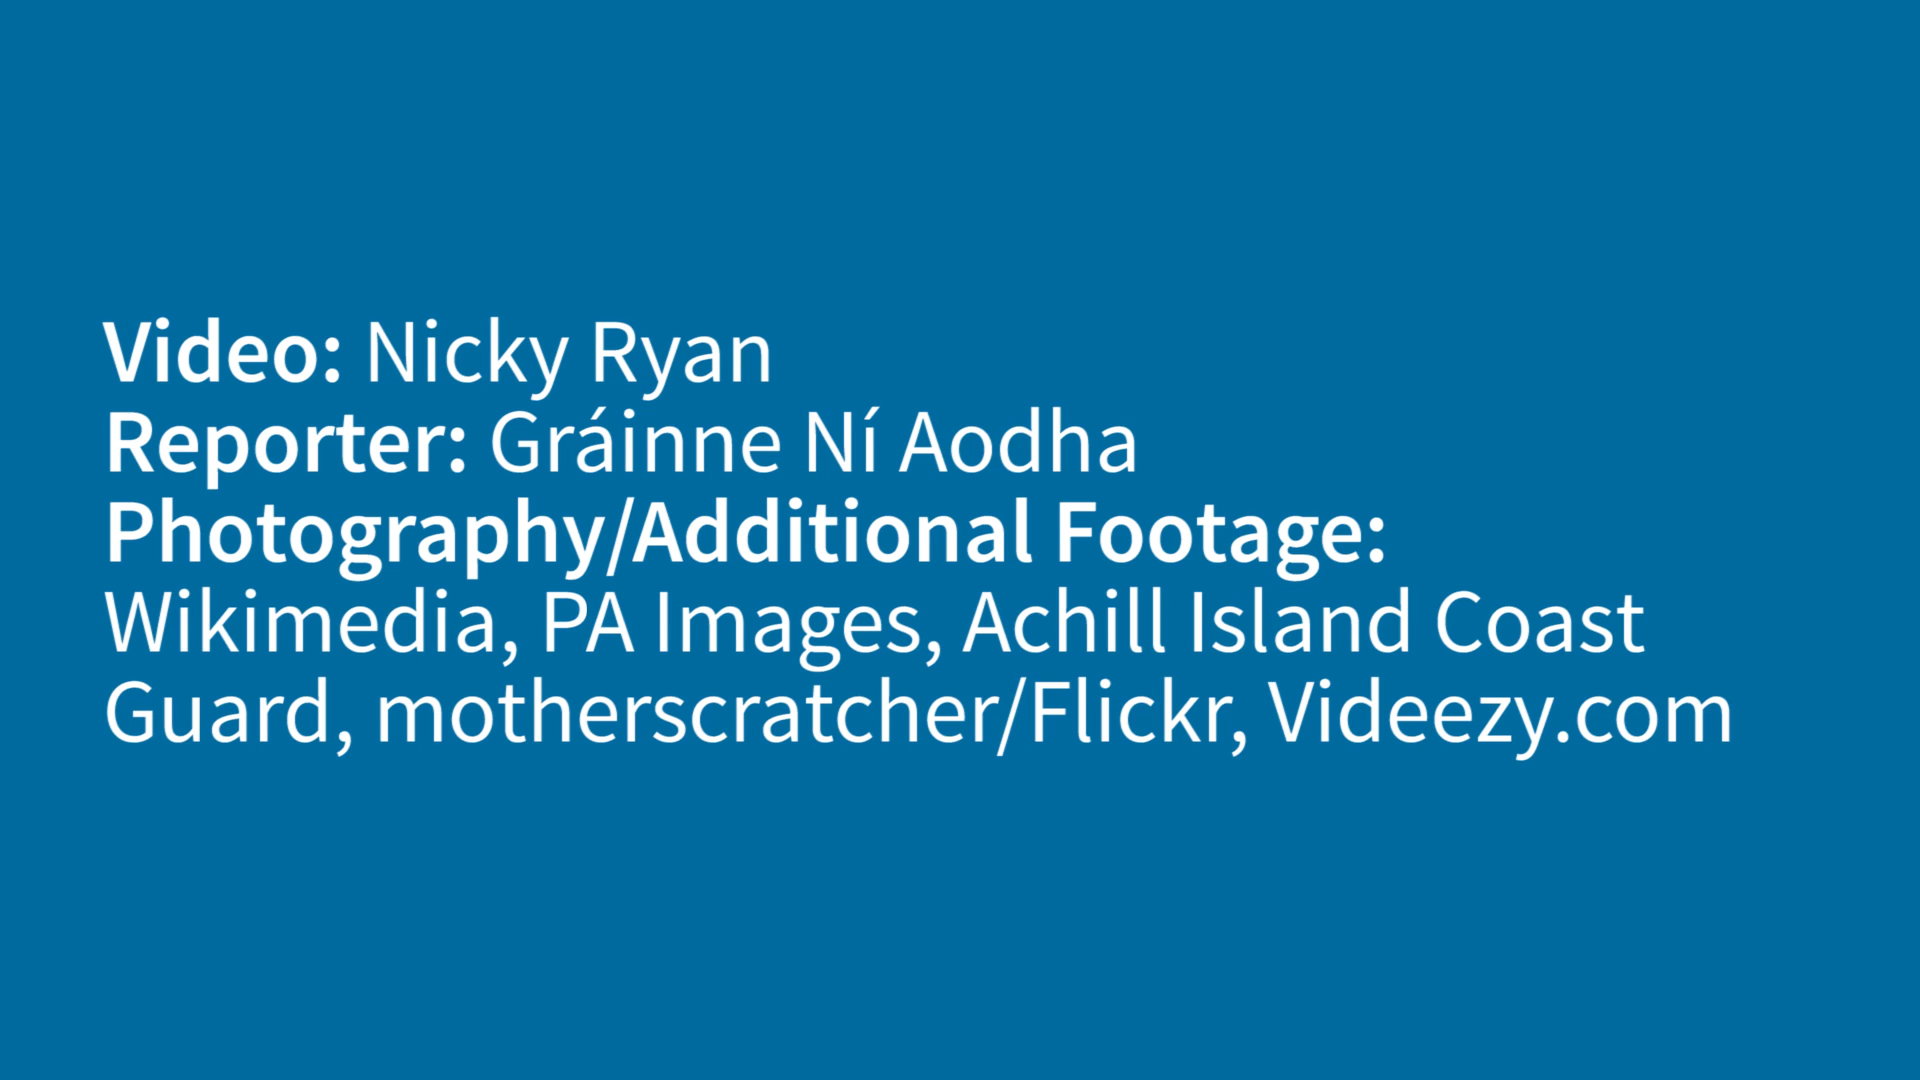 Video: Nicky Ryan
Reporter: Gráinne Ní Aodha
Photography/Additional Footage:
Wikimedia, PA Images, Achill Island Coast
Guard, motherscratcher/Flickr, Videezy.com